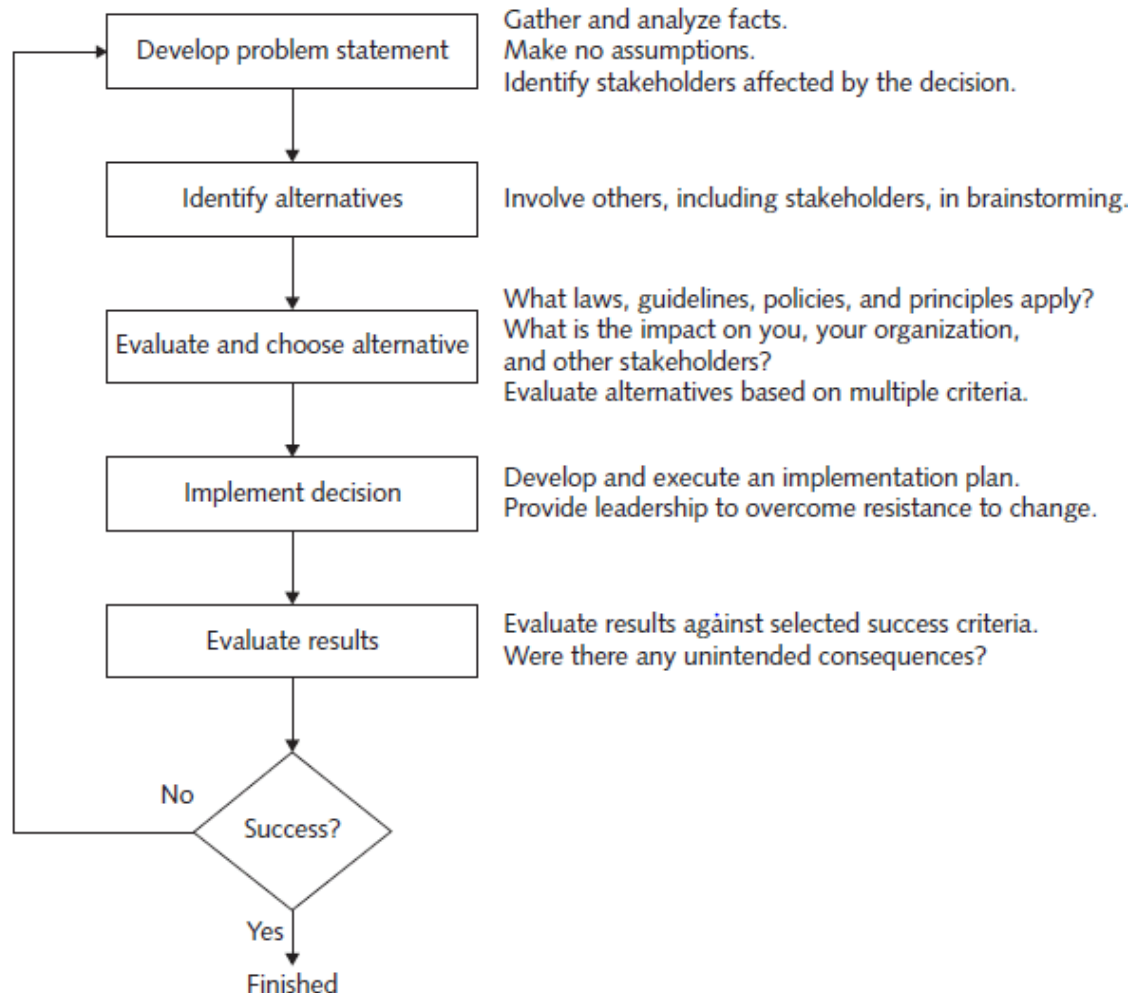 Develop problem statement
Gather and analyze facts.
Make no assumptions.
Identify stakeholders affected by the decision.
Identify alternatives
Involve others, including stakeholders, in brainstorming.
Evaluate and choose alternative
What laws, guidelines, policies, and principles apply?
What is the impact on you, your organization,
and other stakeholders?
Evaluate alternatives based on multiple criteria.
Implement decision
Develop and execute an implementation plan.
Provide leadership to overcome resistance to change.
Evaluate results
Evaluate results against selected success criteria.
Were there any unintended consequences?
No
Success?
Yes
Finished